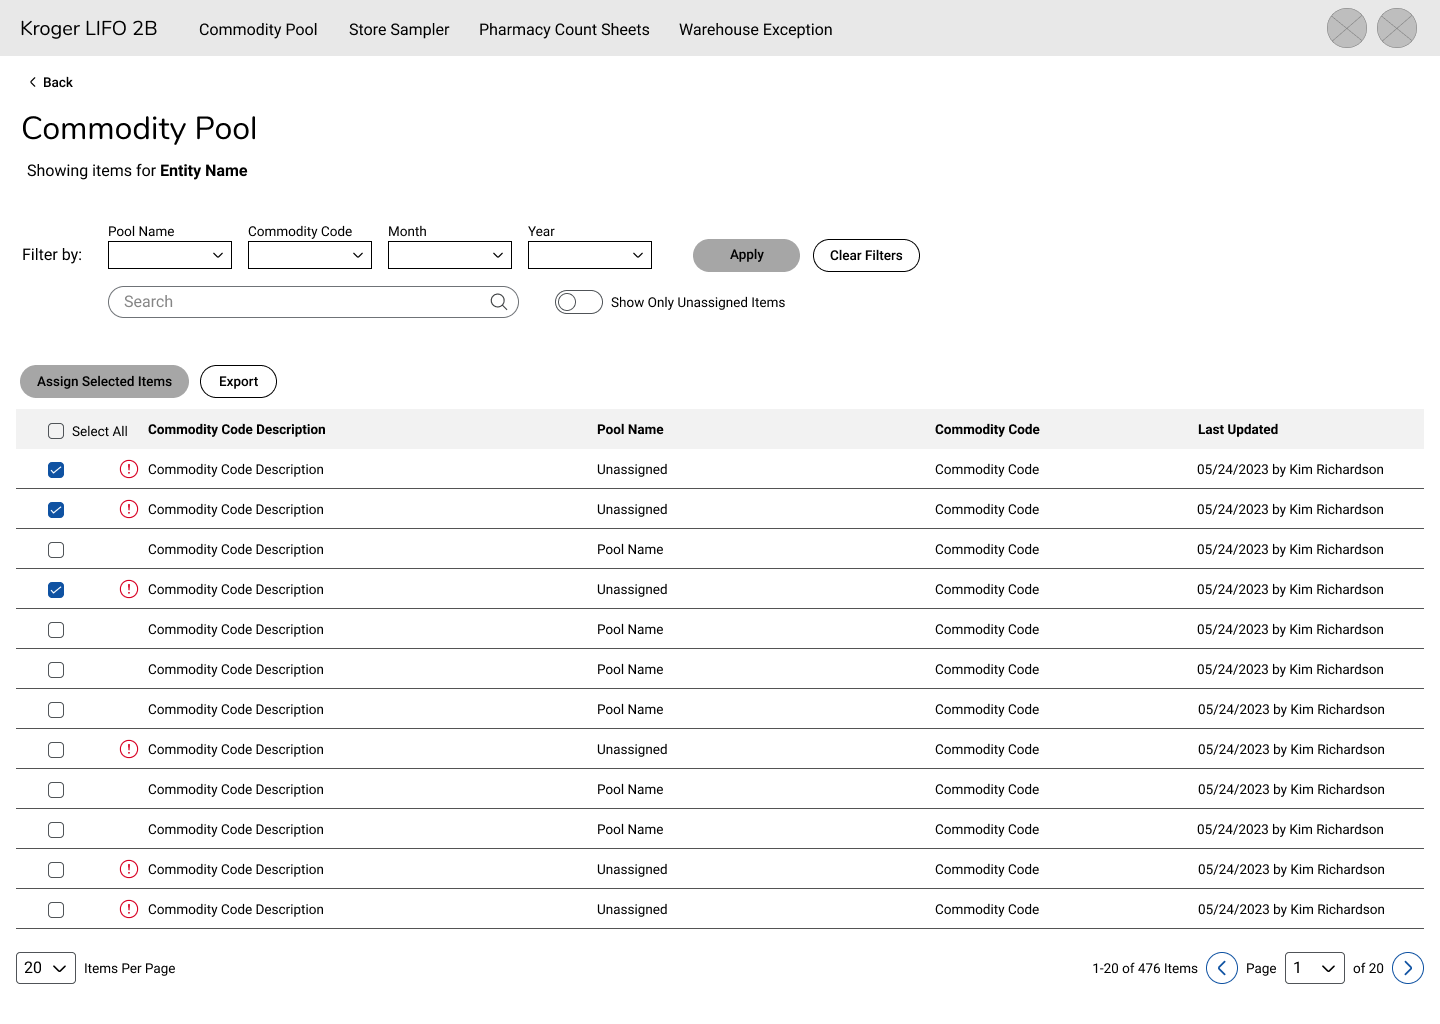 Kroger LIFO 2B Commodity Pool Store Sampler Pharmacy Count Sheets Warehouse Exception
Back
Commodity Pool
Showing items for Entity Name
Pool Name Commodity Code Month Year
Filter by: Apply Clear Filters
Search Show Only Unassigned Items
Assign Selected Items Export
Select All Commodity Code Description Pool Name Commodity Code Last Updated
Commodity Code Description Unassigned Commodity Code 05/24/2023 by Kim Richardson
Commodity Code Description Unassigned Commodity Code 05/24/2023 by Kim Richardson
Commodity Code Description Pool Name Commodity Code 05/24/2023 by Kim Richardson
Commodity Code Description Unassigned Commodity Code 05/24/2023 by Kim Richardson
Commodity Code Description Pool Name Commodity Code 05/24/2023 by Kim Richardson
Commodity Code Description Pool Name Commodity Code 05/24/2023 by Kim Richardson
Commodity Code Description Pool Name Commodity Code 05/24/2023 by Kim Richardson
Commodity Code Description Unassigned Commodity Code 05/24/2023 by Kim Richardson
Commodity Code Description Pool Name Commodity Code 05/24/2023 by Kim Richardson
Commodity Code Description Pool Name Commodity Code 05/24/2023 by Kim Richardson
Commodity Code Description Unassigned Commodity Code 05/24/2023 by Kim Richardson
Commodity Code Description Unassigned Commodity Code 05/24/2023 by Kim Richardson
20 Items Per Page 1-20 of 476 Items Page 1 of 20